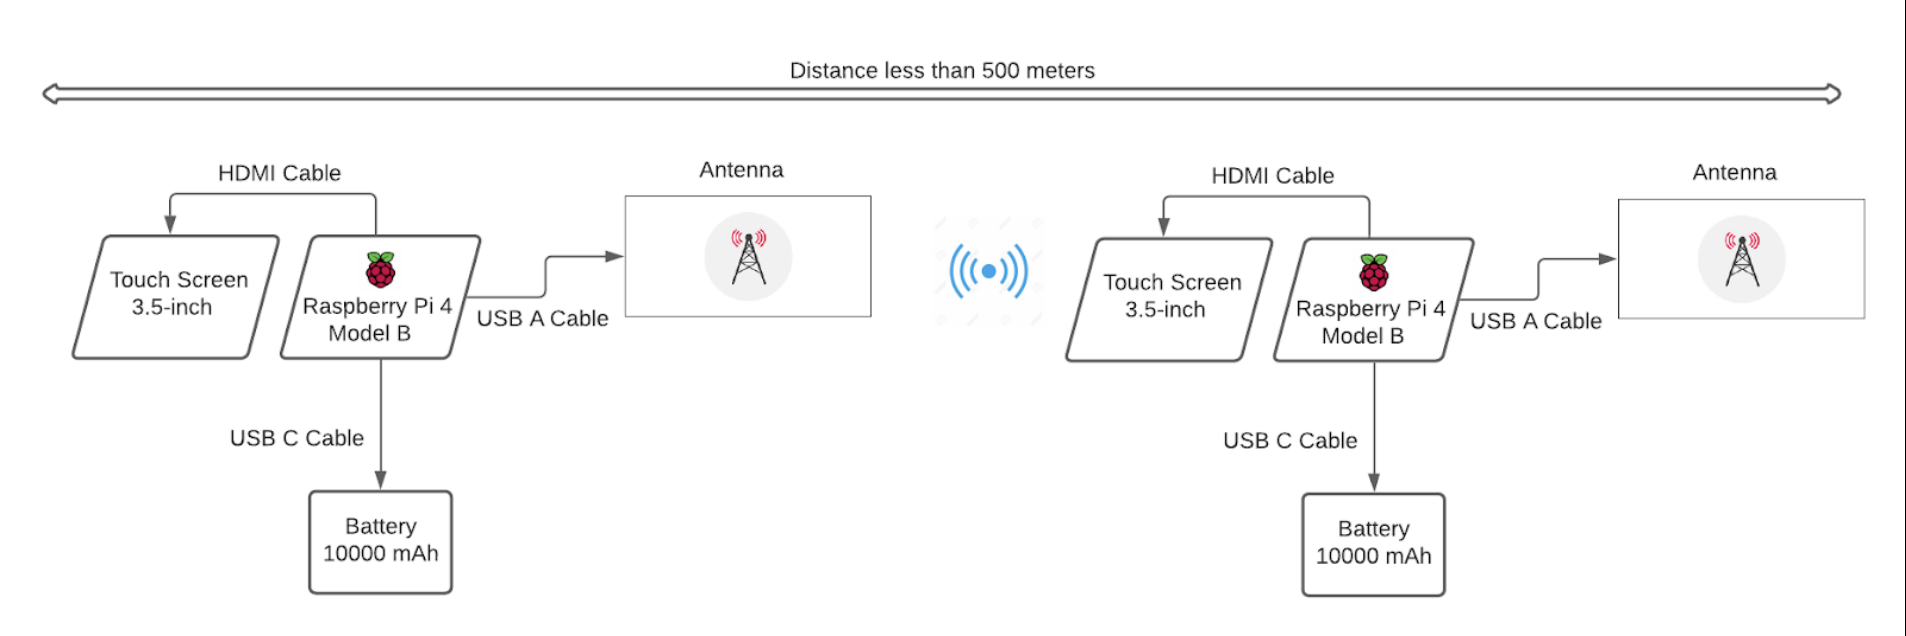 Distance less than 500 meters
HDMI Cable
Antenna
Touch Screen
3.5-inch
Raspberry Pi 4
Model B
USB A Cable
USB C Cable
Battery
10000 mAh
HDMI Cable
Antenna
Touch Screen
3.5-inch
Raspberry Pi 4
Model B
USB A Cable
USB C Cable
Battery
10000 mAh